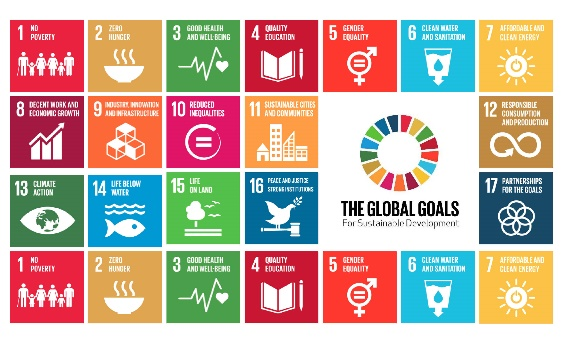 1 NO
POVERTY
2 ZERO
HUNGER
3 GOOD HEALTH
AND WELL-BEING
4 QUALITY
EDUCATION
5 GENDER
EQUALITY
6 CLEAN WATER
AND SANITATION
7 AFFORDABLE AND
CLEAN ENERGY
8 DECENT WORK AND
ECONOMIC GROWTH
9 INDUSTRY, INNOVATION
AND INFRASTRUCTURE
10 REDUCED
INEQUALITIES
11 SUSTAINABLE CITIES
AND COMMUNITIES
12 RESPONSIBLE
CONSUMPTION
AND PRODUCTION
13 CLIMATE
ACTION
14 LIFE BELOW
WATER
15 LIFE
ON LAND
16 PEACE AND JUSTICE
STRONG INSTITUTIONS
THE GLOBAL GOALS
For Sustainable Development
17 PARTNERSHIPS
FOR THE GOALS
1 NO
POVERTY
2 ZERO
HUNGER
3 GOOD HEALTH
AND WELL-BEING
4 QUALITY
EDUCATION
5 GENDER
EQUALITY
6 CLEAN WATER
AND SANITATION
7 AFFORDABLE AND
CLEAN ENERGY